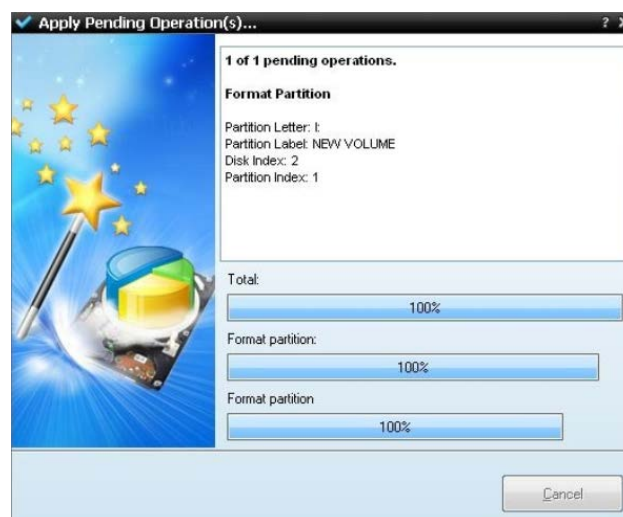 Apply Pending Operation(s)...
?
1 of 1 pending operations.
Format Partition
Partition Letter: I:
Partition Label: NEW VOLUME
Disk Index: 2
Partition Index: 1
Total:
100%
Format partition:
100%
Format partition
100%
Cancel